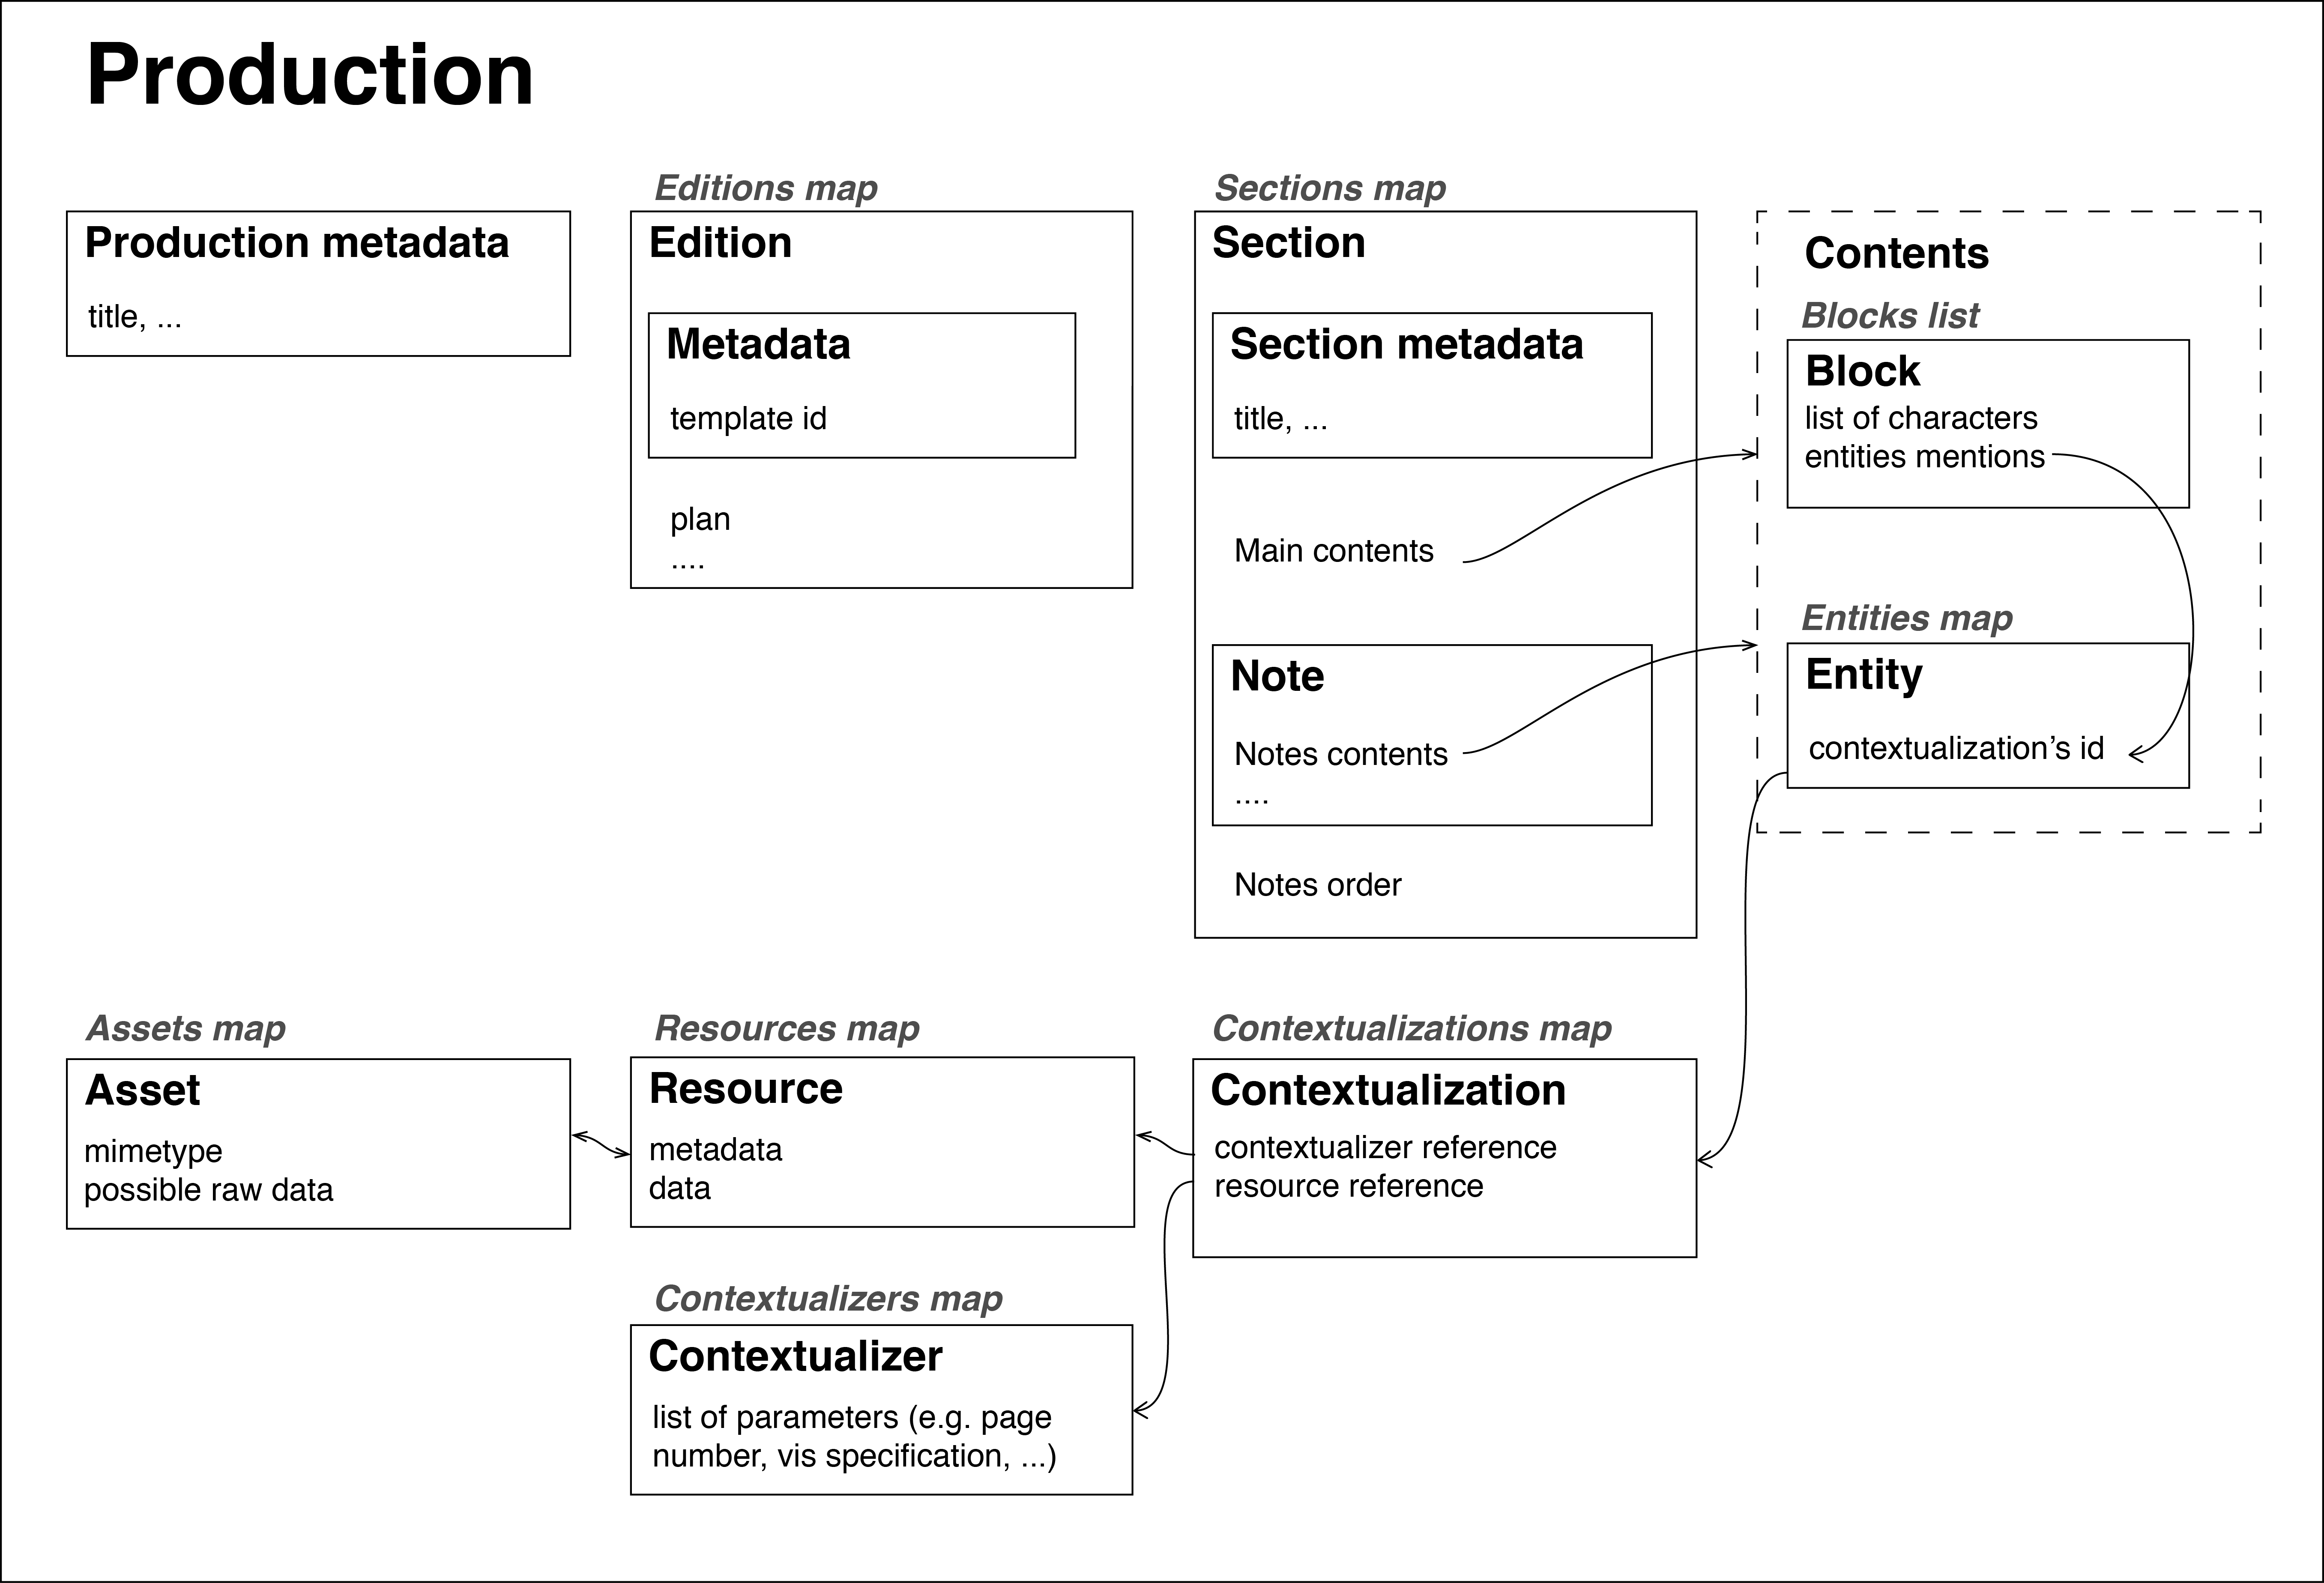 Production
Production metadata
title, ...
Editions map
Edition
Metadata
template id
plan
....
Sections map
Section
Section metadata
title, ...
Main contents
Note
Notes contents
....
Notes order
Contents
Blocks list
Block
list of characters
entities mentions
Entities map
Entity
contextualization’s id
Assets map
Asset
mimetype
possible raw data
Resources map
Resource
metadata
data
Contextualizations map
Contextualization
contextualizer reference
resource reference
Contextualizers map
Contextualizer
list of parameters (e.g. page
number, vis specification, ...)